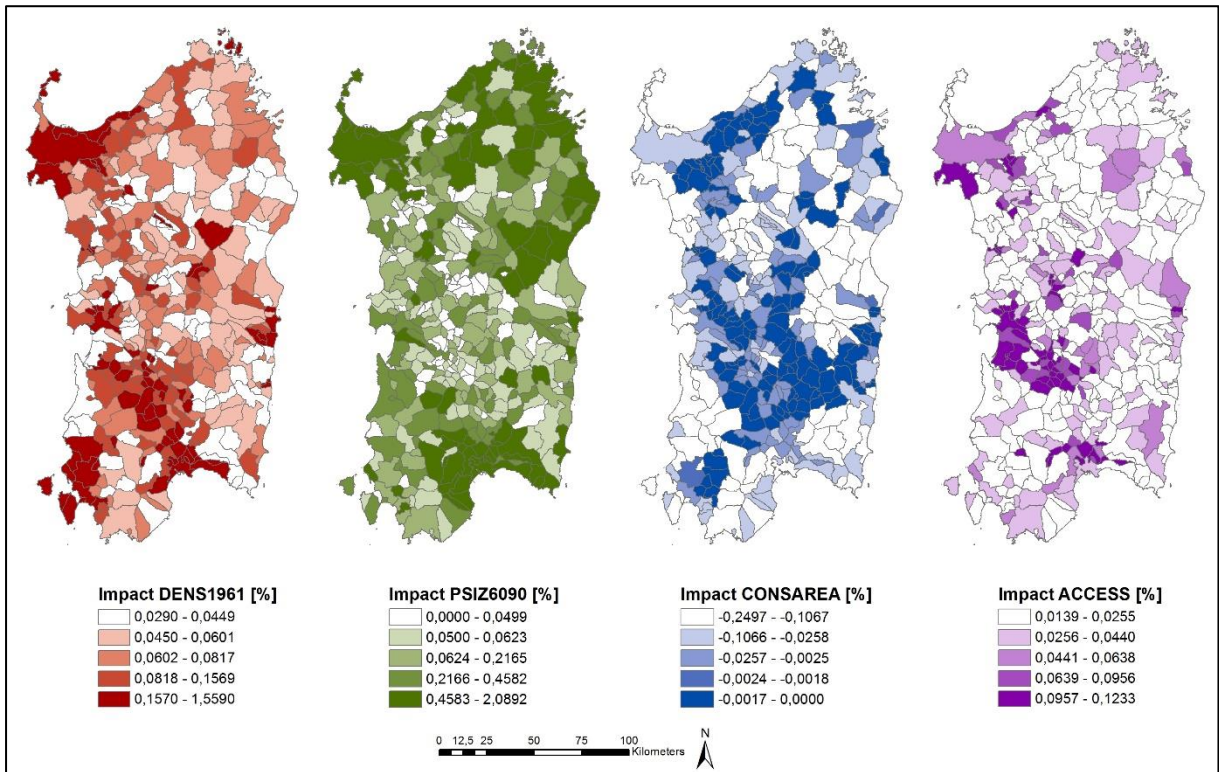 Impact DENS1961 [%]
0,0290 - 0,0449
0,0450 - 0,0601
0,0602 - 0,0817
0,0818 - 0,1569
0,1570 - 1,5590
Impact PSIZ6090 [%]
0,0000 - 0,0499
0,0500 - 0,0623
0,0624 - 0,2165
0,2166 - 0,4582
0,4583 - 2,0892
Impact CONSAREA [%]
-0,2497 - -0,1067
-0,1066 - -0,0258
-0,0257 - -0,0025
-0,0024 - -0,0018
-0,0017 - 0,0000
Impact ACCESS [%]
0,0139 - 0,0255
0,0256 - 0,0440
0,0441 - 0,0638
0,0639 - 0,0956
0,0957 - 0,1233
0 12,5 25 50 75 100
Kilometers
N